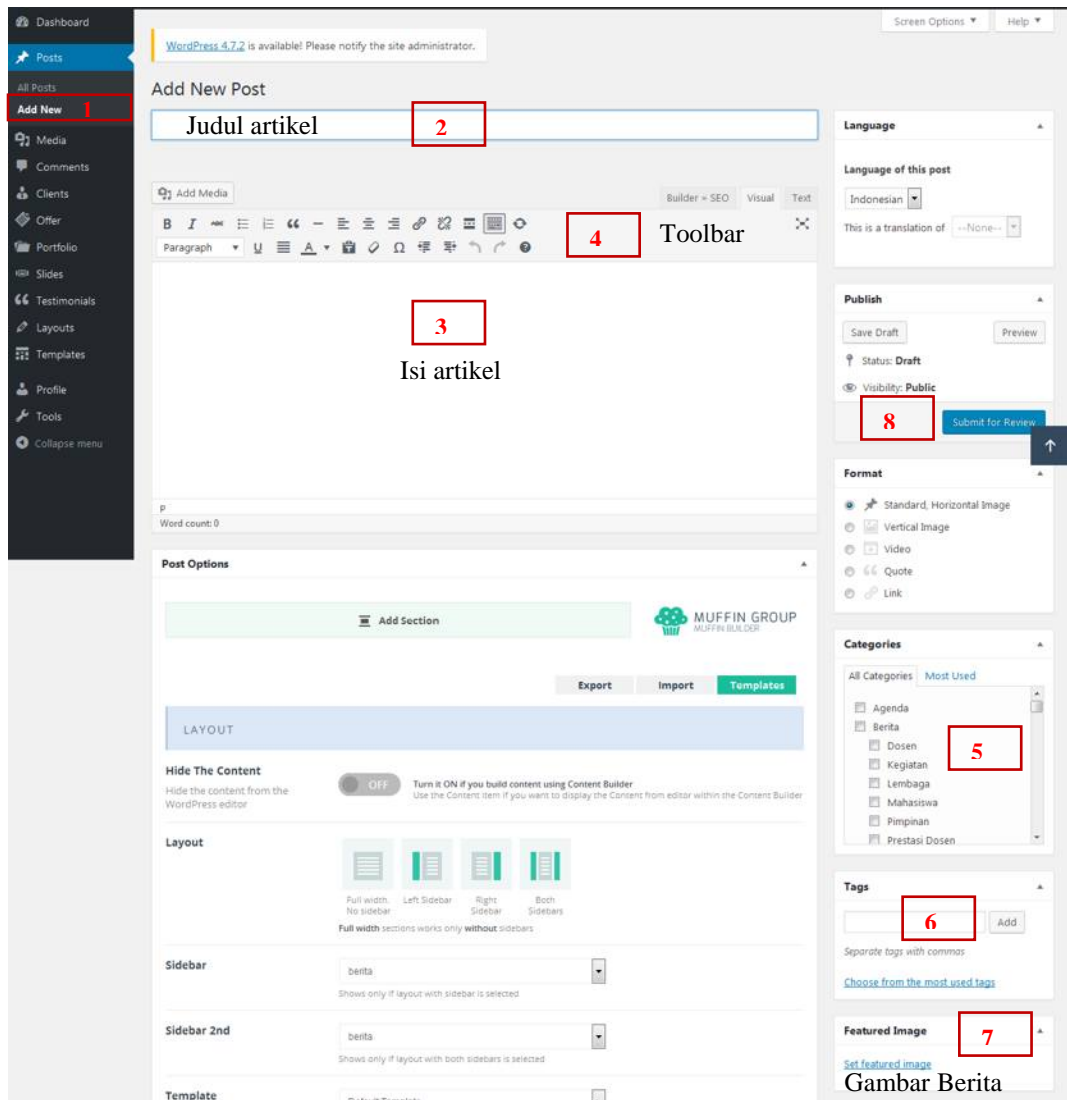 Dashboard
Posts
All Posts
Add New 1
Media
Comments
Clients
Offer
Portfolio
Slides
Testimonials
Layouts
Templates
Profile
Tools
Collapse menu
Screen Options Help
WordPress 4.7.2 is available! Please notify the site administrator.
Add New Post
Judul artikel 2
Add Media
Builder = SEO Visual Text
B I ABC
4 Toolbar
Paragraph U A Ω
3
Isi artikel
p
Word count: 0
Post Options
Add Section
MUFFIN GROUP
MUFFIN BUILDER
Export Import Templates
LAYOUT
Hide The Content
Hide the content from the
WordPress editor
OFF
Turn it ON if you build content using Content Builder
Use the Content item if you want to display the Content from editor within the Content Builder
Layout
Full width. Left Sidebar Right Both
No sidebar Sidebar Sidebars
Full width sections works only without sidebars
Sidebar
berita
Shows only if layout with sidebar is selected
Sidebar 2nd
berita
Shows only if layout with both sidebars is selected
Template
Default Template
Language
Language of this post
Indonesian
This is a translation of --None--
Publish
Save Draft Preview
Status: Draft
Visibility: Public
8 Submit for Review
Format
Standard, Horizontal Image
Vertical Image
Video
Quote
Link
Categories
All Categories Most Used
Agenda
Berita
Dosen
Kegiatan
Lembaga
Mahasiswa
Pimpinan
Prestasi Dosen
5
Tags
6 Add
Separate tags with commas
Choose from the most used tags
Featured Image 7
Set featured image
Gambar Berita